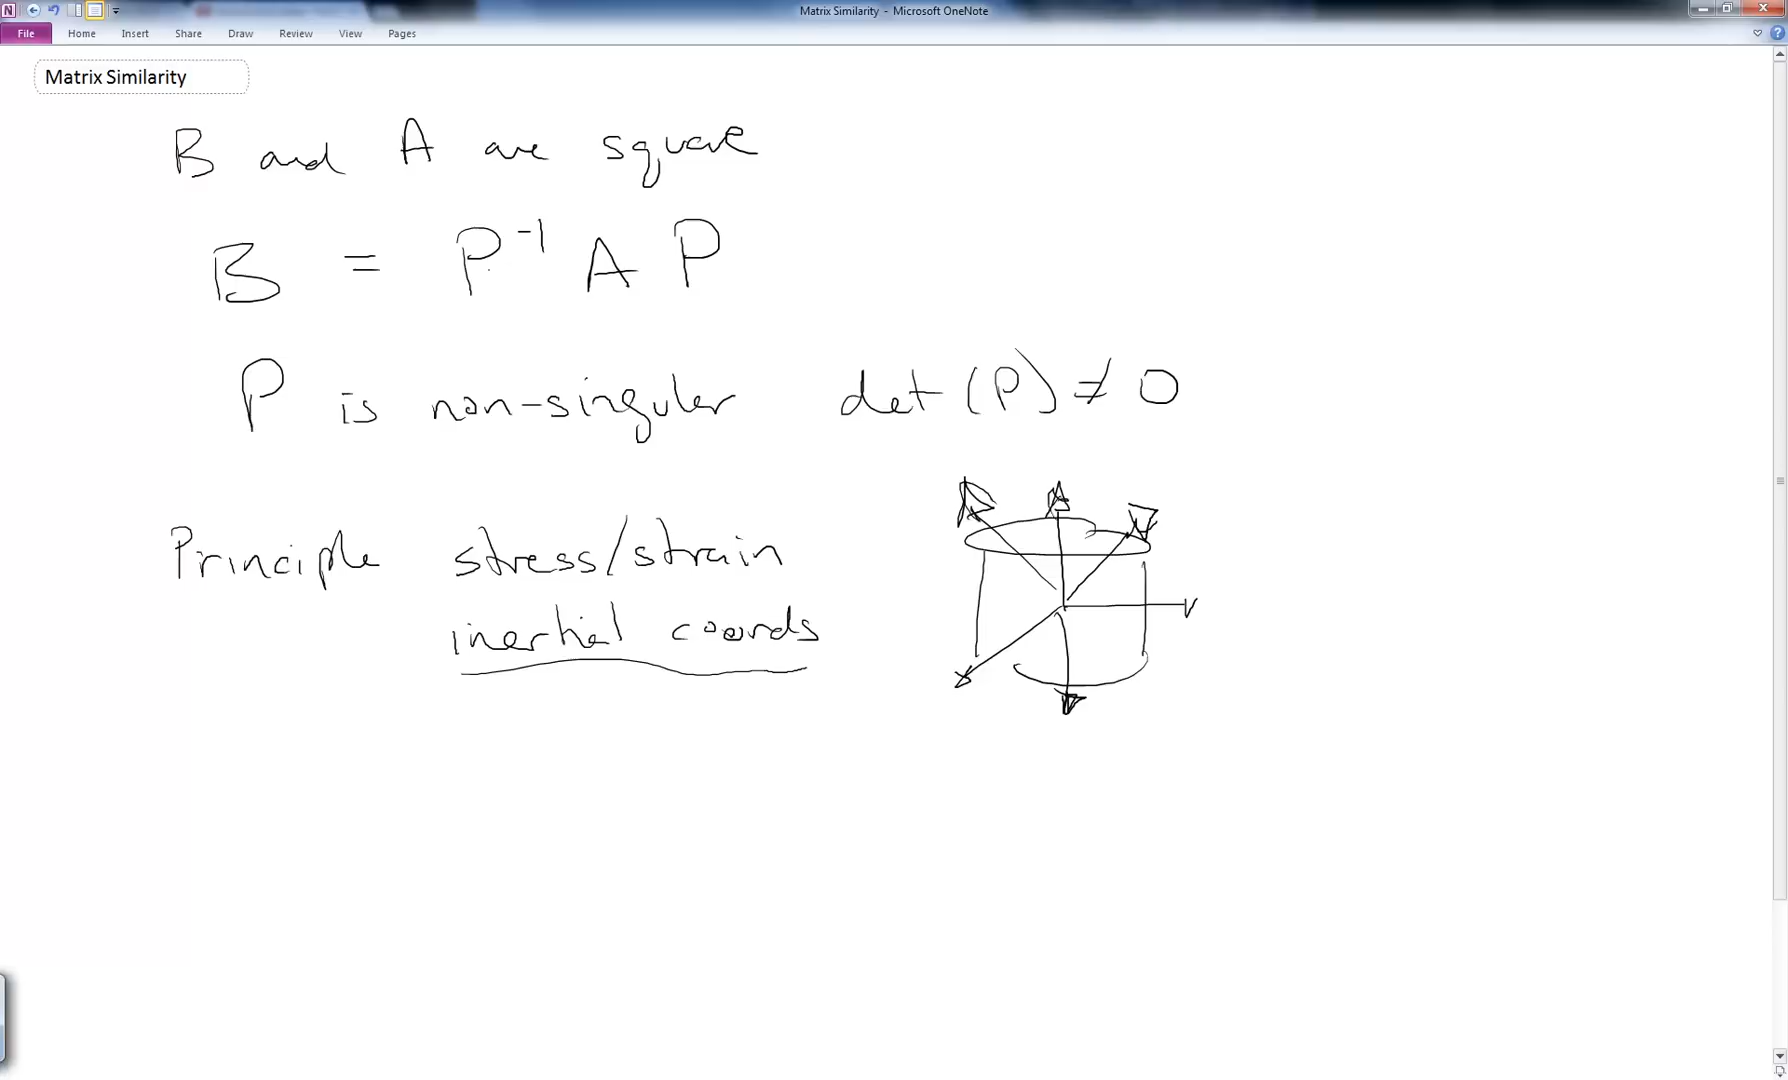 Matrix Similarity - Microsoft OneNote
File Home Insert Share Draw Review View Pages
Matrix Similarity
B and A are square
B = P⁻¹ A P
P is non-singuler det (P) ≠ 0
Principle stress/strain
inertial coords